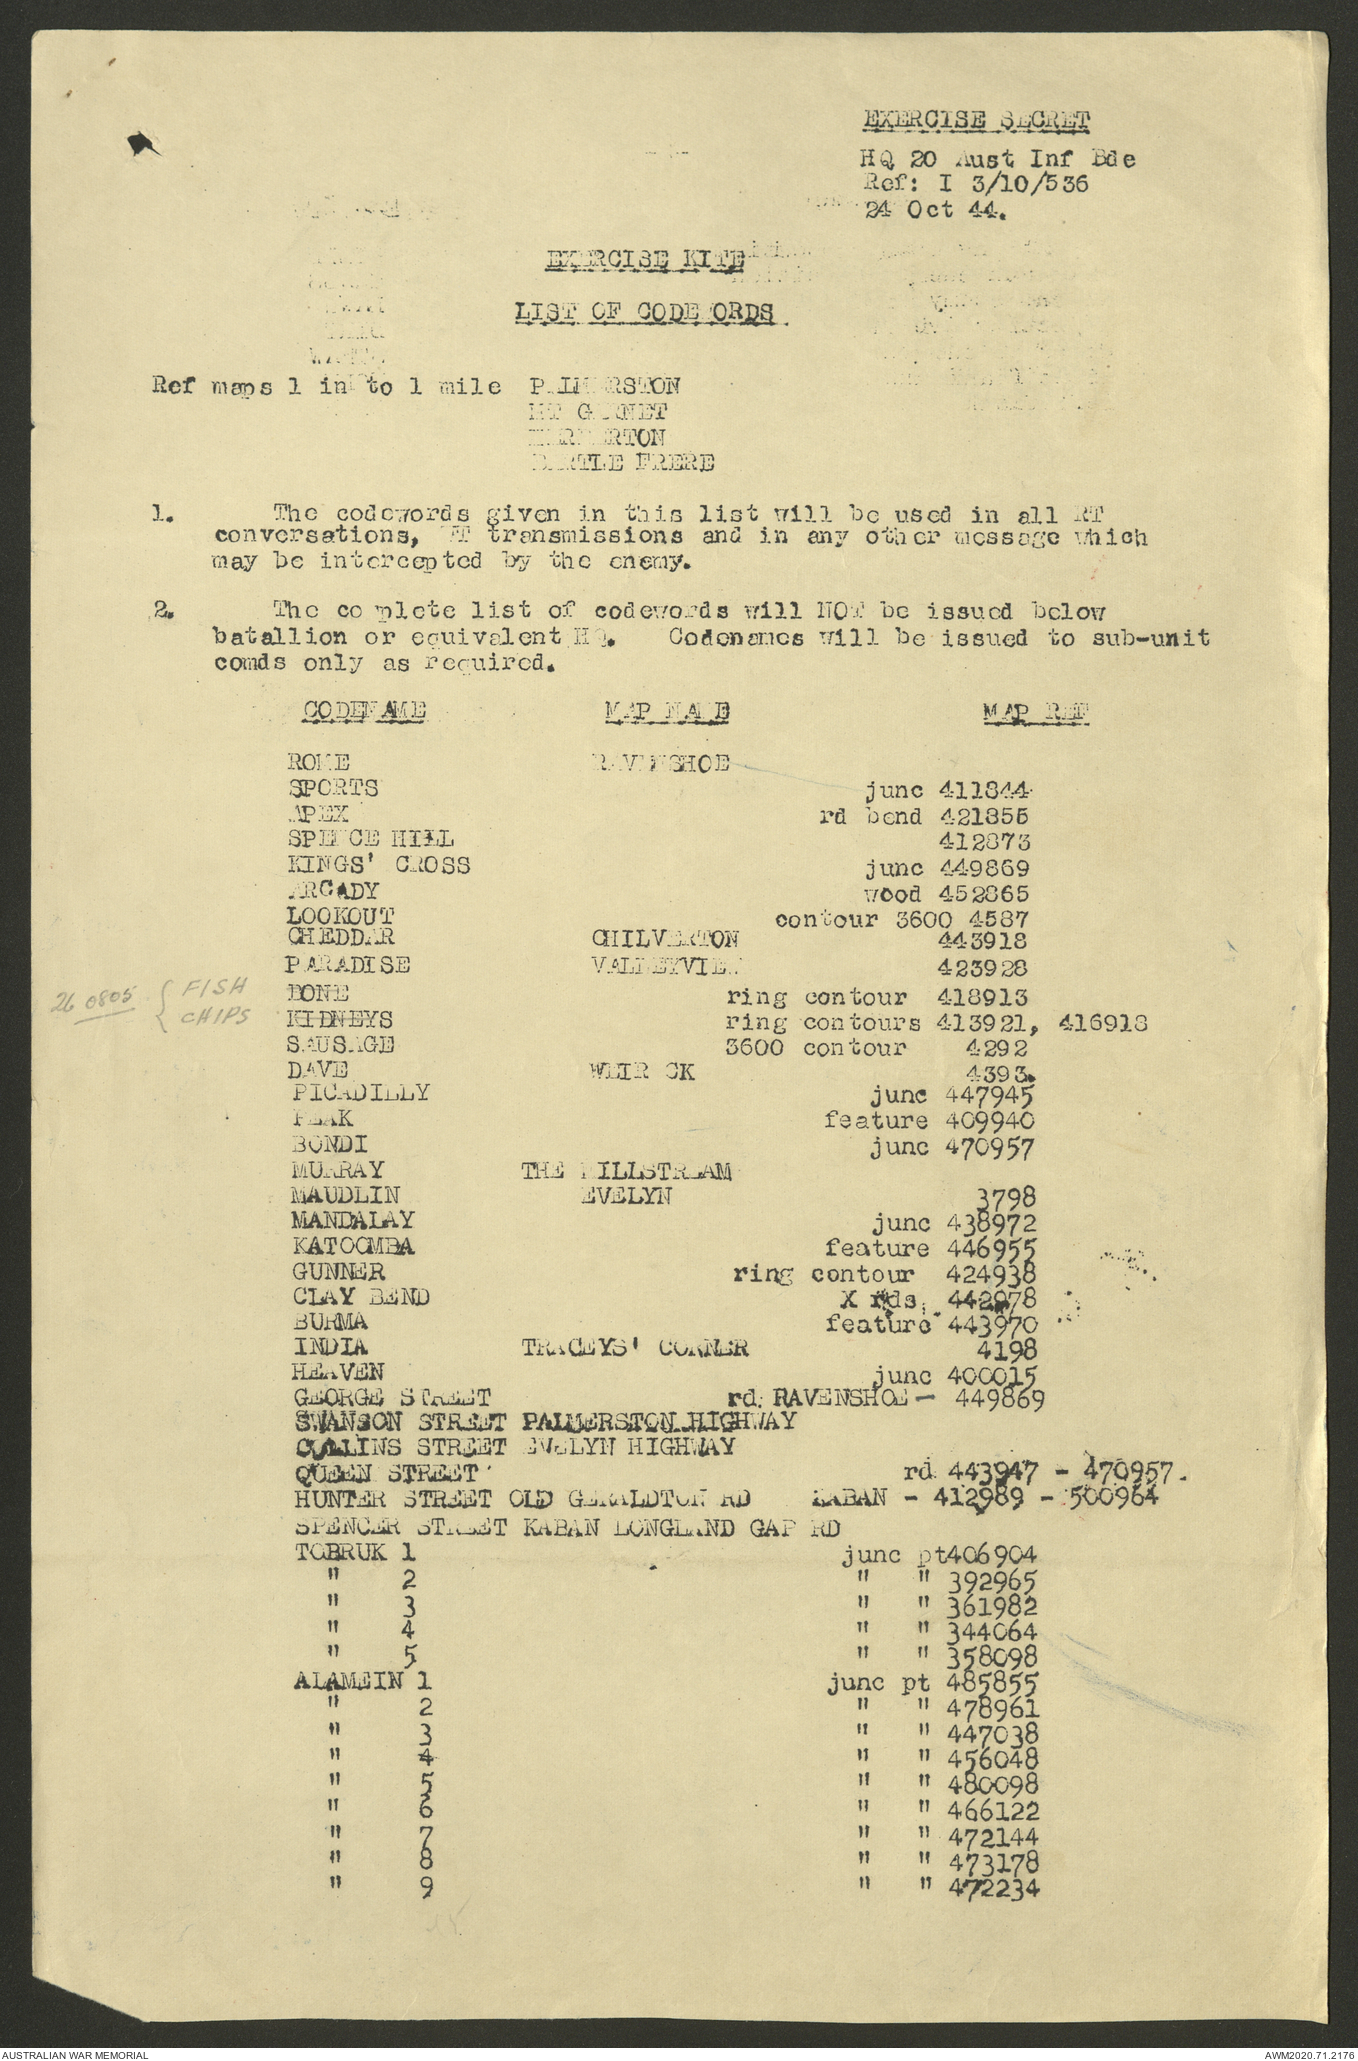 EXERCISE SECRET
HQ 20 Aust Inf Bde
Ref: I 3/10/536
24 Oct 44.
EXERCISE KITE
LIST OF CODEWORDS
Ref maps 1 in to 1 mile PALMERSTON
MT GARNET
HERBERTON
BARTLE FRERE
1. The codewords given in this list will be used in all RT
conversations, WT transmissions and in any other message which
may be intercepted by the enemy.
2. The complete list of codewords will NOT be issued below
batallion or equivalent HQ. Codenames will be issued to sub-unit
comds only as required.
CODENAME MAP NAME MAP REF
ROME RAVENSHOE
SPORTS junc 411844
APEX rd bend 421855
SPENCE HILL 412873
KINGS' CROSS junc 449869
ARCADY wood 452865
LOOKOUT contour 3600 4587
CHEDDAR CHILVERTON 443918
PARADISE VALLEYVIEW 423928
26 0805 { FISH BONE ring contour 418913
CHIPS KIDNEYS ring contours 413921, 416918
SAUSAGE 3600 contour 4292
DAVE WEIR CK 4393.
PICADILLY junc 447945
PEAK feature 409940
BONDI junc 470957
MURRAY THE MILLSTREAM
MAUDLIN EVELYN 3798
MANDALAY junc 438972
KATOOMBA feature 446955
GUNNER ring contour 424938
CLAY BEND X rds. 442978
BURMA feature 443970
INDIA TRACEYS' CORNER 4198
HEAVEN junc 400015
GEORGE STREET rd. RAVENSHOE - 449869
SWANSON STREET PALMERSTON HIGHWAY
COLLINS STREET EVELYN HIGHWAY
QUEEN STREET rd. 443947 - 470957.
HUNTER STREET OLD GERALDTON RD KABAN - 412989 - 500964
SPENCER STREET KABAN LONGLAND GAP RD
TOBRUK 1 junc pt406904
" 2 " " 392965
" 3 " " 361982
" 4 " " 344064
" 5 " " 358098
ALAMEIN 1 junc pt 485855
" 2 " " 478961
" 3 " " 447038
" 4 " " 456048
" 5 " " 480098
" 6 " " 466122
" 7 " " 472144
" 8 " " 473178
" 9 " " 472234
AUSTRALIAN WAR MEMORIAL AWM2020.71.2176